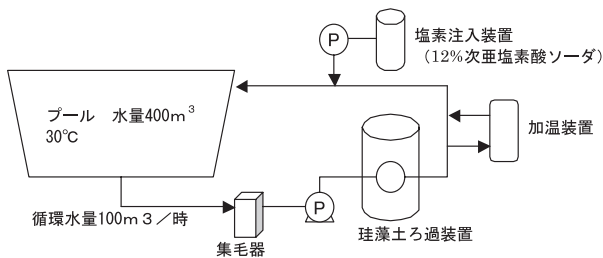 P
塩素注入装置
（12%次亜塩素酸ソーダ）
プール 水量400m³
30℃
加温装置
循環水量100m３／時
P
集毛器
珪藻土ろ過装置